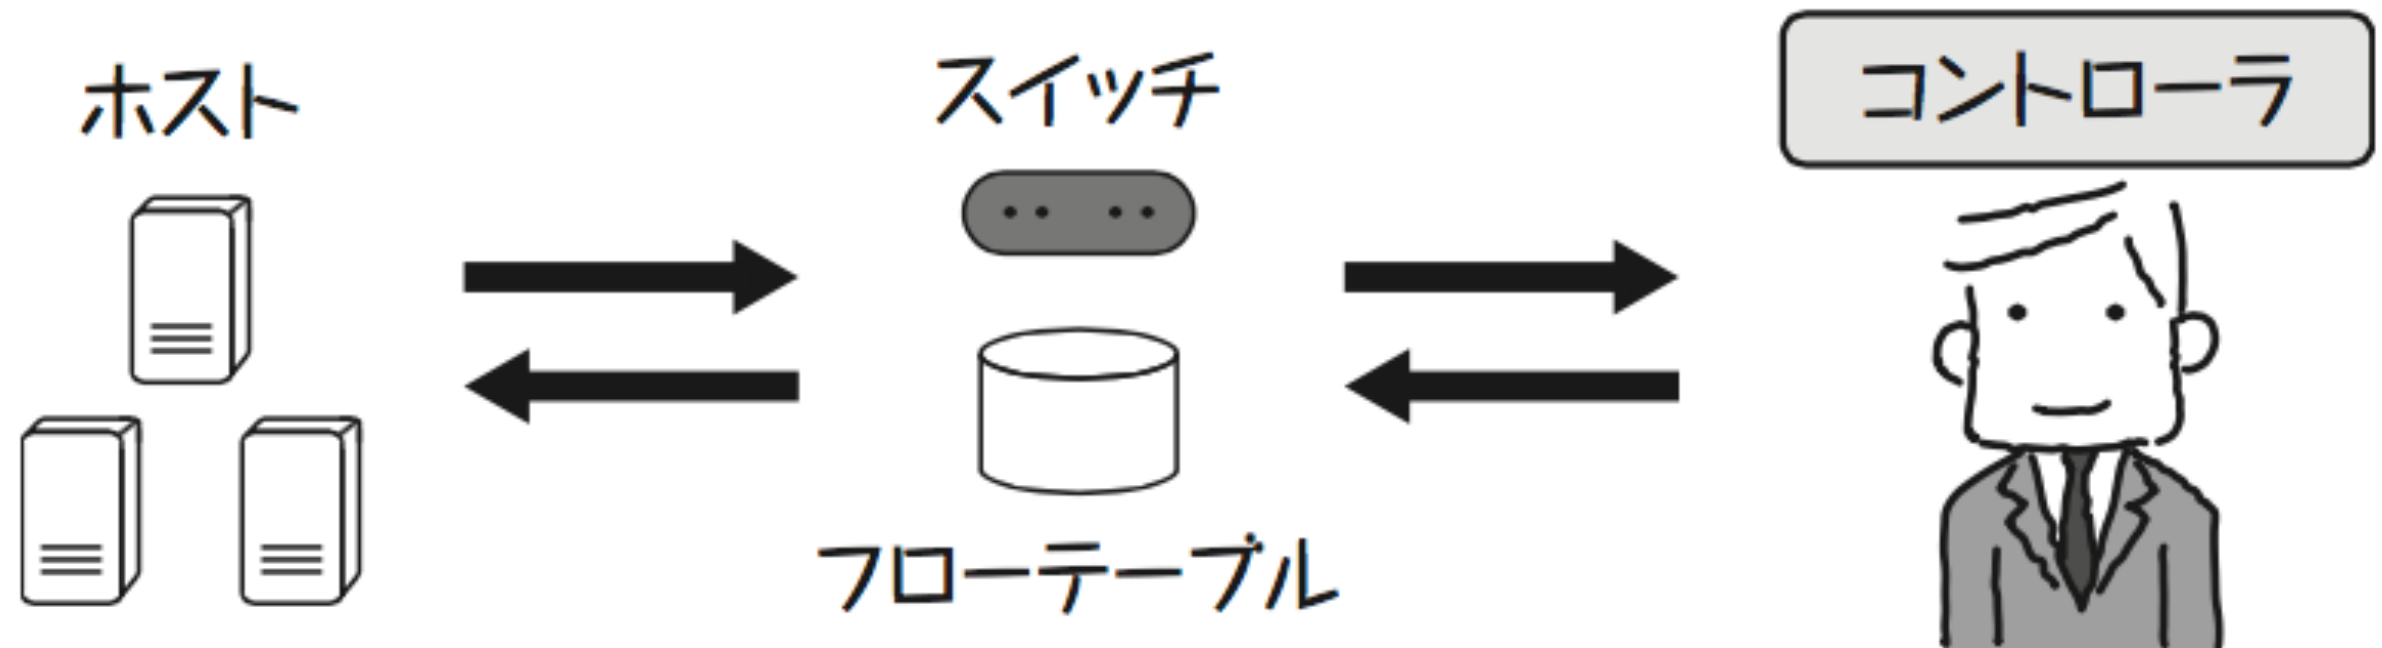 ホスト
スイッチ
コントローラ
フローテーブル